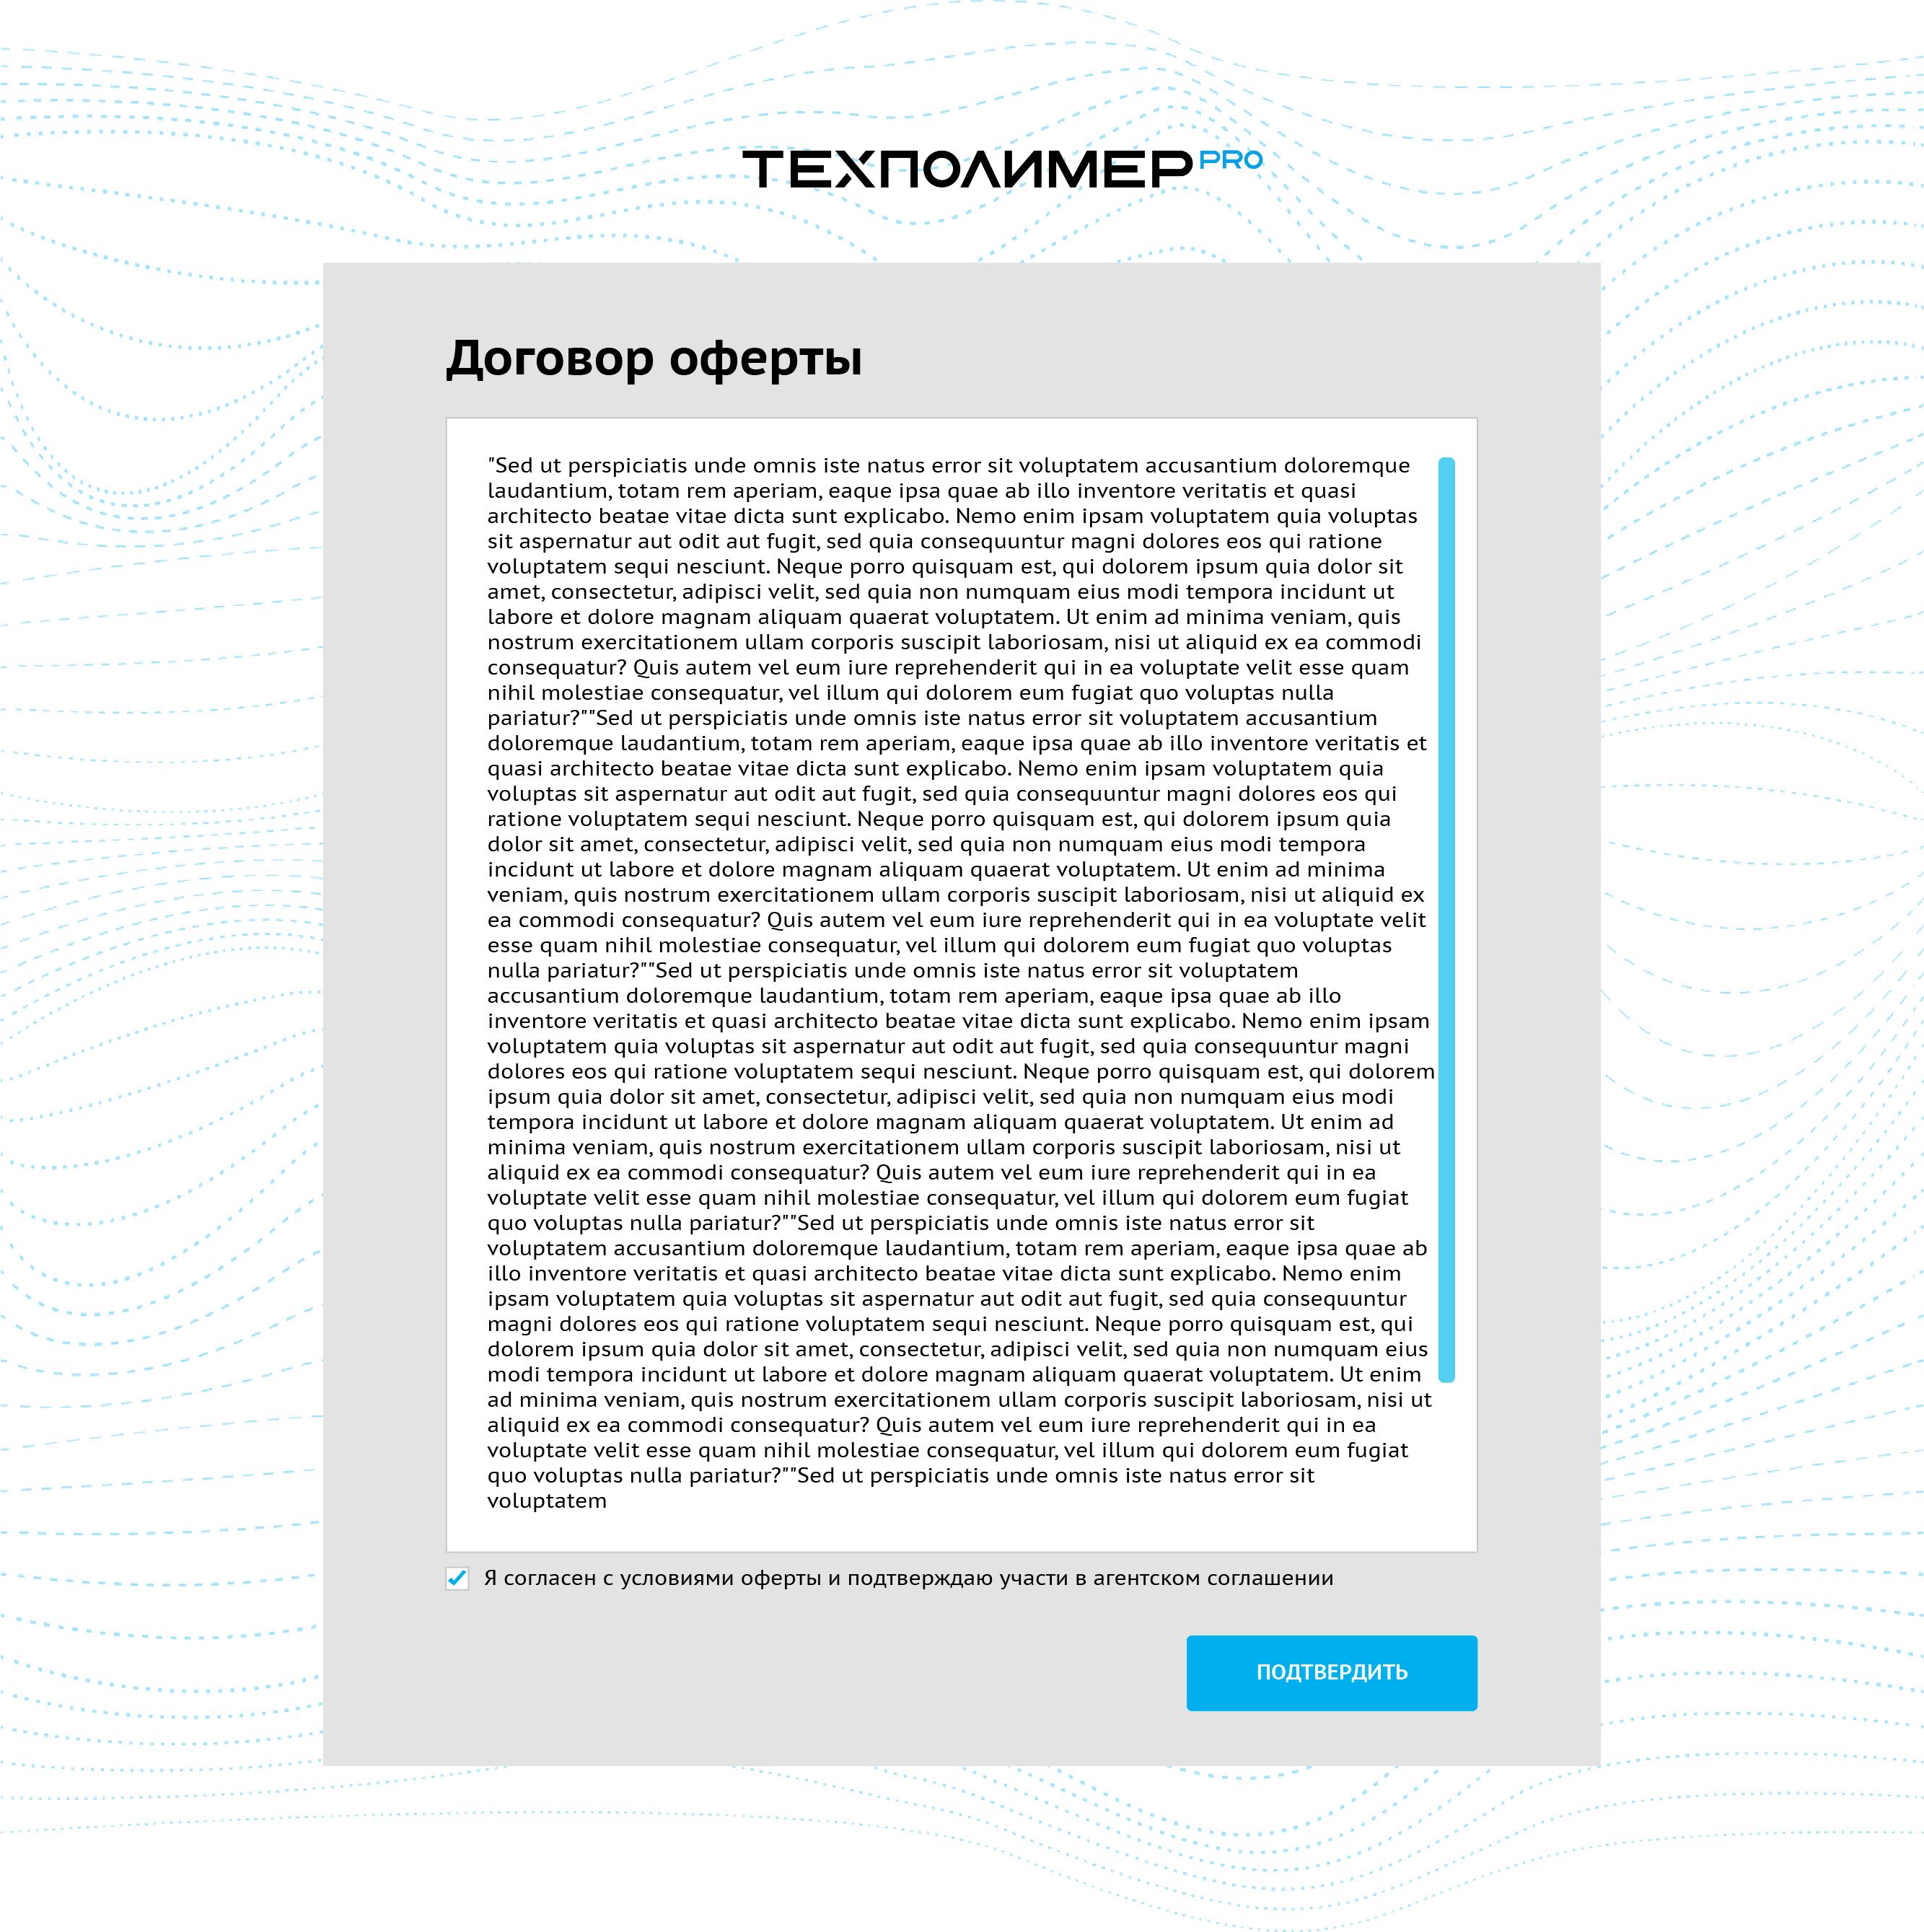 ТЕХПОЛИМЕР PRO
Договор оферты
"Sed ut perspiciatis unde omnis iste natus error sit voluptatem accusantium doloremque
laudantium, totam rem aperiam, eaque ipsa quae ab illo inventore veritatis et quasi
architecto beatae vitae dicta sunt explicabo. Nemo enim ipsam voluptatem quia voluptas
sit aspernatur aut odit aut fugit, sed quia consequuntur magni dolores eos qui ratione
voluptatem sequi nesciunt. Neque porro quisquam est, qui dolorem ipsum quia dolor sit
amet, consectetur, adipisci velit, sed quia non numquam eius modi tempora incidunt ut
labore et dolore magnam aliquam quaerat voluptatem. Ut enim ad minima veniam, quis
nostrum exercitationem ullam corporis suscipit laboriosam, nisi ut aliquid ex ea commodi
consequatur? Quis autem vel eum iure reprehenderit qui in ea voluptate velit esse quam
nihil molestiae consequatur, vel illum qui dolorem eum fugiat quo voluptas nulla
pariatur?""Sed ut perspiciatis unde omnis iste natus error sit voluptatem accusantium
doloremque laudantium, totam rem aperiam, eaque ipsa quae ab illo inventore veritatis et
quasi architecto beatae vitae dicta sunt explicabo. Nemo enim ipsam voluptatem quia
voluptas sit aspernatur aut odit aut fugit, sed quia consequuntur magni dolores eos qui
ratione voluptatem sequi nesciunt. Neque porro quisquam est, qui dolorem ipsum quia
dolor sit amet, consectetur, adipisci velit, sed quia non numquam eius modi tempora
incidunt ut labore et dolore magnam aliquam quaerat voluptatem. Ut enim ad minima
veniam, quis nostrum exercitationem ullam corporis suscipit laboriosam, nisi ut aliquid ex
ea commodi consequatur? Quis autem vel eum iure reprehenderit qui in ea voluptate velit
esse quam nihil molestiae consequatur, vel illum qui dolorem eum fugiat quo voluptas
nulla pariatur?""Sed ut perspiciatis unde omnis iste natus error sit voluptatem
accusantium doloremque laudantium, totam rem aperiam, eaque ipsa quae ab illo
inventore veritatis et quasi architecto beatae vitae dicta sunt explicabo. Nemo enim ipsam
voluptatem quia voluptas sit aspernatur aut odit aut fugit, sed quia consequuntur magni
dolores eos qui ratione voluptatem sequi nesciunt. Neque porro quisquam est, qui dolorem
ipsum quia dolor sit amet, consectetur, adipisci velit, sed quia non numquam eius modi
tempora incidunt ut labore et dolore magnam aliquam quaerat voluptatem. Ut enim ad
minima veniam, quis nostrum exercitationem ullam corporis suscipit laboriosam, nisi ut
aliquid ex ea commodi consequatur? Quis autem vel eum iure reprehenderit qui in ea
voluptate velit esse quam nihil molestiae consequatur, vel illum qui dolorem eum fugiat
quo voluptas nulla pariatur?""Sed ut perspiciatis unde omnis iste natus error sit
voluptatem accusantium doloremque laudantium, totam rem aperiam, eaque ipsa quae ab
illo inventore veritatis et quasi architecto beatae vitae dicta sunt explicabo. Nemo enim
ipsam voluptatem quia voluptas sit aspernatur aut odit aut fugit, sed quia consequuntur
magni dolores eos qui ratione voluptatem sequi nesciunt. Neque porro quisquam est, qui
dolorem ipsum quia dolor sit amet, consectetur, adipisci velit, sed quia non numquam eius
modi tempora incidunt ut labore et dolore magnam aliquam quaerat voluptatem. Ut enim
ad minima veniam, quis nostrum exercitationem ullam corporis suscipit laboriosam, nisi ut
aliquid ex ea commodi consequatur? Quis autem vel eum iure reprehenderit qui in ea
voluptate velit esse quam nihil molestiae consequatur, vel illum qui dolorem eum fugiat
quo voluptas nulla pariatur?""Sed ut perspiciatis unde omnis iste natus error sit
voluptatem
Я согласен с условиями оферты и подтверждаю участи в агентском соглашении
ПОДТВЕРДИТЬ